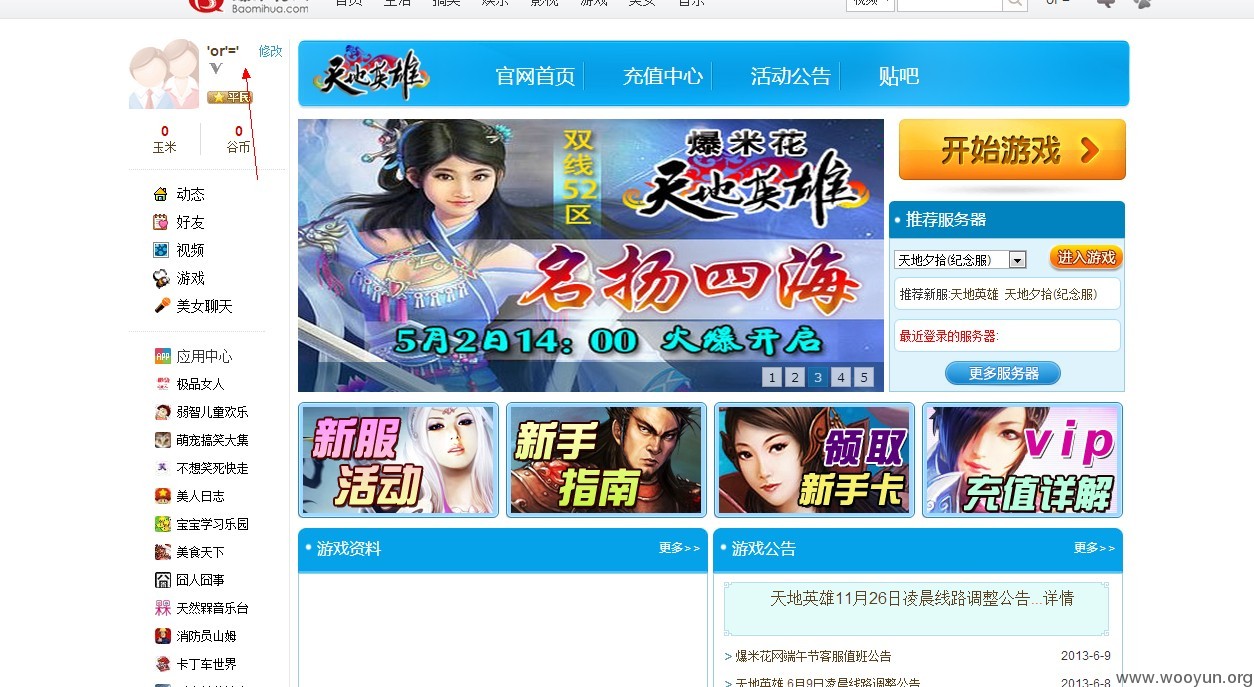 Baomihua.com
首页 生活 搞笑 娱乐 影视 游戏 美女 音乐
视频
'or'='
修改
平民
0 0
玉米 谷币
动态
好友
视频
游戏
美女聊天
应用中心
极品女人
弱智儿童欢乐
萌宠搞笑大集
不想笑死快走
美人日志
宝宝学习乐园
美食天下
囧人囧事
天然槑音乐台
消防员山姆
卡丁车世界
天地英雄 官网首页 充值中心 活动公告 贴吧
双线52区
爆米花
天地英雄
名扬四海
5月2日14：00 火爆开启
1 2 3 4 5
开始游戏
推荐服务器
天地夕拾(纪念服) 进入游戏
推荐新服:天地英雄 天地夕拾(纪念服)
最近登录的服务器:
更多服务器
新服
活动
新手
指南
领取
新手卡
vip
充值详解
游戏资料 更多>>
游戏公告 更多>>
天地英雄11月26日凌晨线路调整公告...详情
> 爆米花网端午节客服值班公告 2013-6-9
> 天地英雄 6月9日凌晨线路调整公告 2013-6-8
www.wooyun.org